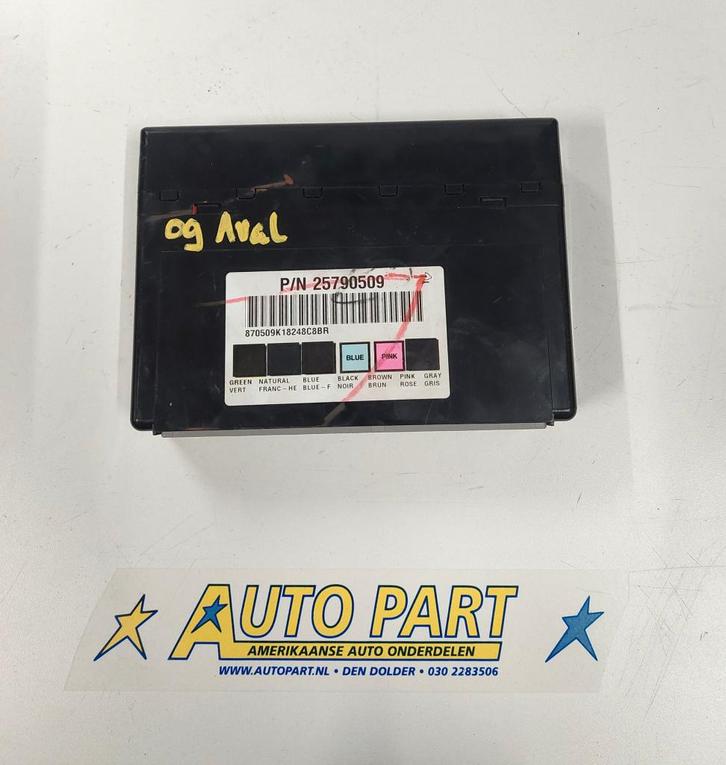 09 Aval
P/N 25790509
870509K18248C8BR
BLUE PINK
GREEN NATURAL BLUE BLACK BROWN PINK GRAY
VERT FRANC-HE BLUE-F NOIR BRUN ROSE GRIS
AUTO PART
AMERIKAANSE AUTO ONDERDELEN
WWW.AUTOPART.NL • DEN DOLDER • 030 2283506